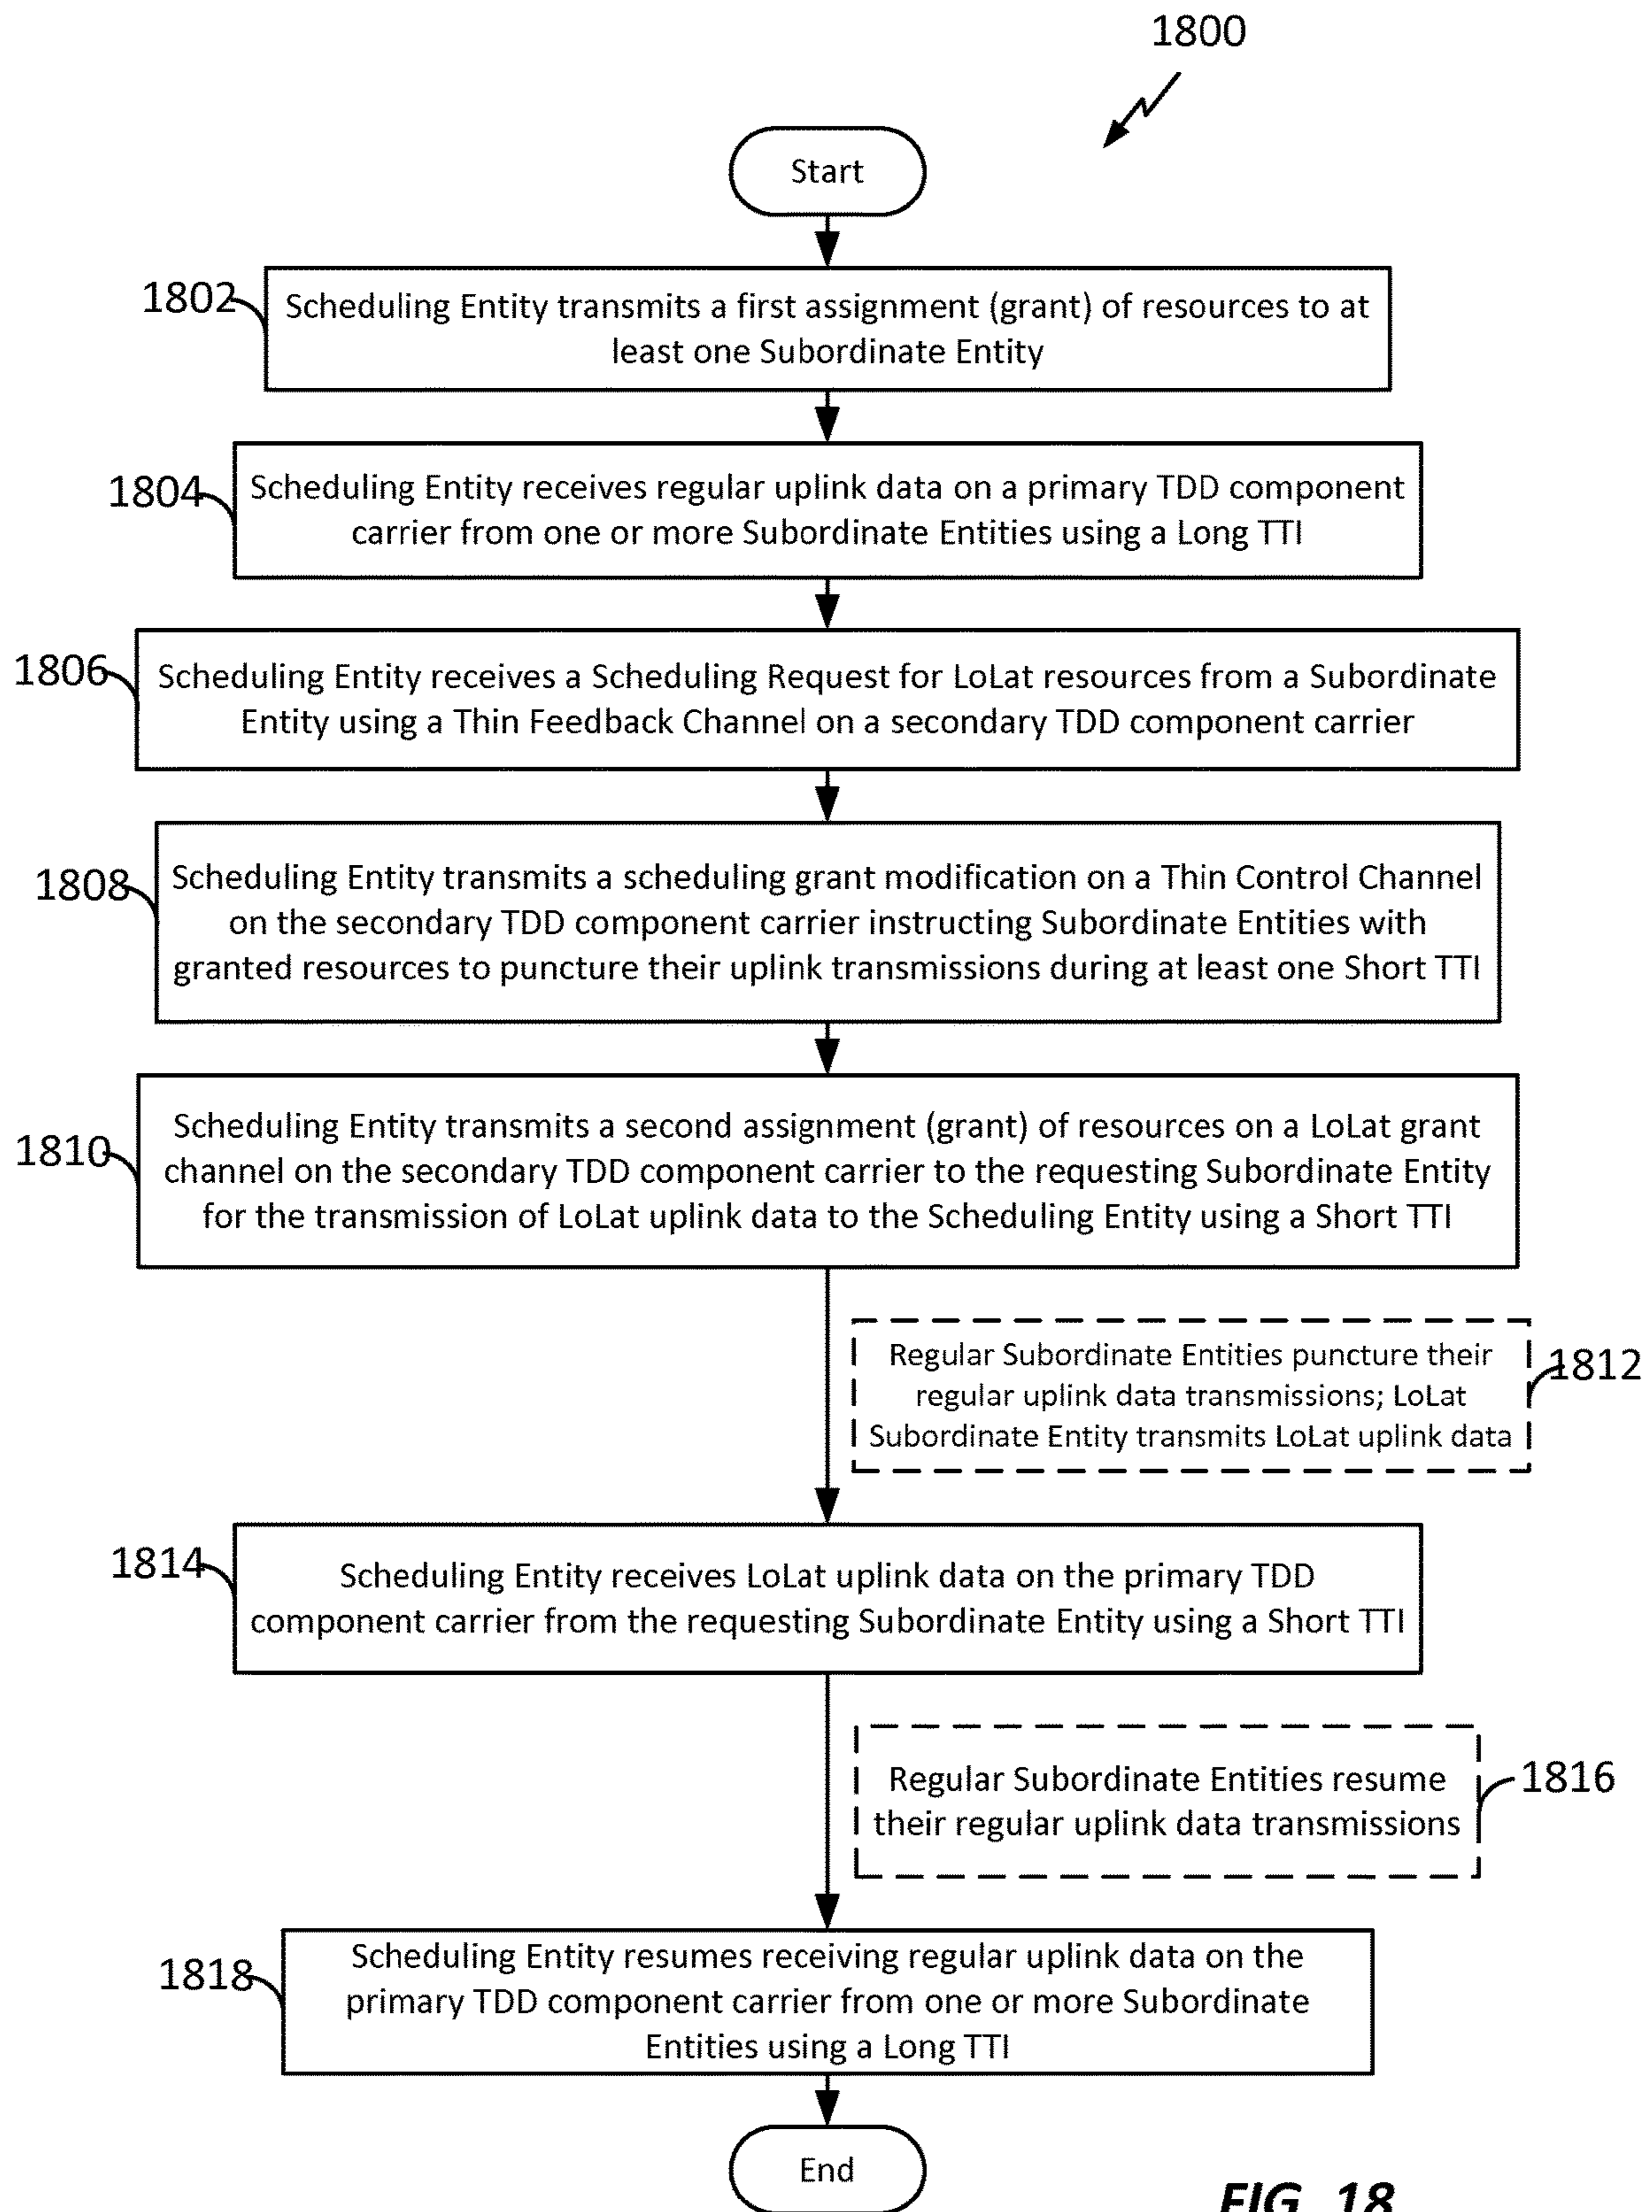 1800
Start
1802
Scheduling Entity transmits a first assignment (grant) of resources to at
least one Subordinate Entity
1804
Scheduling Entity receives regular uplink data on a primary TDD component
carrier from one or more Subordinate Entities using a Long TTI
1806
Scheduling Entity receives a Scheduling Request for LoLat resources from a Subordinate
Entity using a Thin Feedback Channel on a secondary TDD component carrier
1808
Scheduling Entity transmits a scheduling grant modification on a Thin Control Channel
on the secondary TDD component carrier instructing Subordinate Entities with
granted resources to puncture their uplink transmissions during at least one Short TTI
1810
Scheduling Entity transmits a second assignment (grant) of resources on a LoLat grant
channel on the secondary TDD component carrier to the requesting Subordinate Entity
for the transmission of LoLat uplink data to the Scheduling Entity using a Short TTI
Regular Subordinate Entities puncture their
regular uplink data transmissions; LoLat
Subordinate Entity transmits LoLat uplink data
1812
1814
Scheduling Entity receives LoLat uplink data on the primary TDD
component carrier from the requesting Subordinate Entity using a Short TTI
Regular Subordinate Entities resume
their regular uplink data transmissions
1816
1818
Scheduling Entity resumes receiving regular uplink data on the
primary TDD component carrier from one or more Subordinate
Entities using a Long TTI
End
FIG. 18